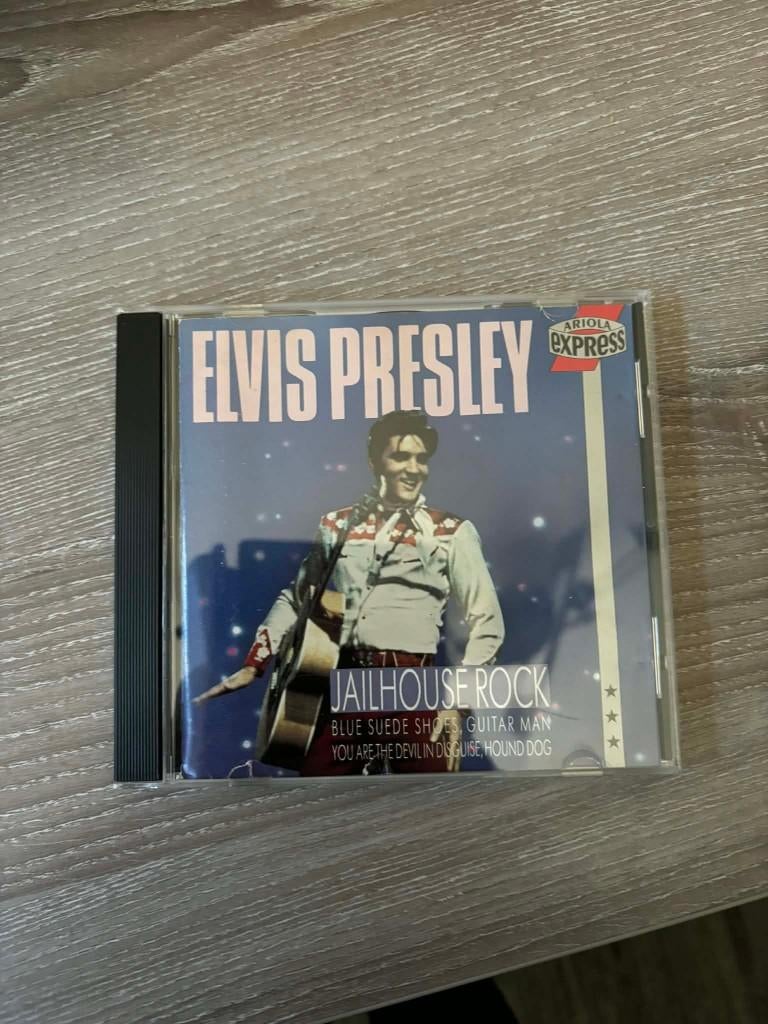 ELVIS PRESLEY
ARIOLA
EXPRESS
JAILHOUSE ROCK
BLUE SUEDE SHOES, GUITAR MAN
YOU ARE THE DEVIL IN DISGUISE, HOUND DOG